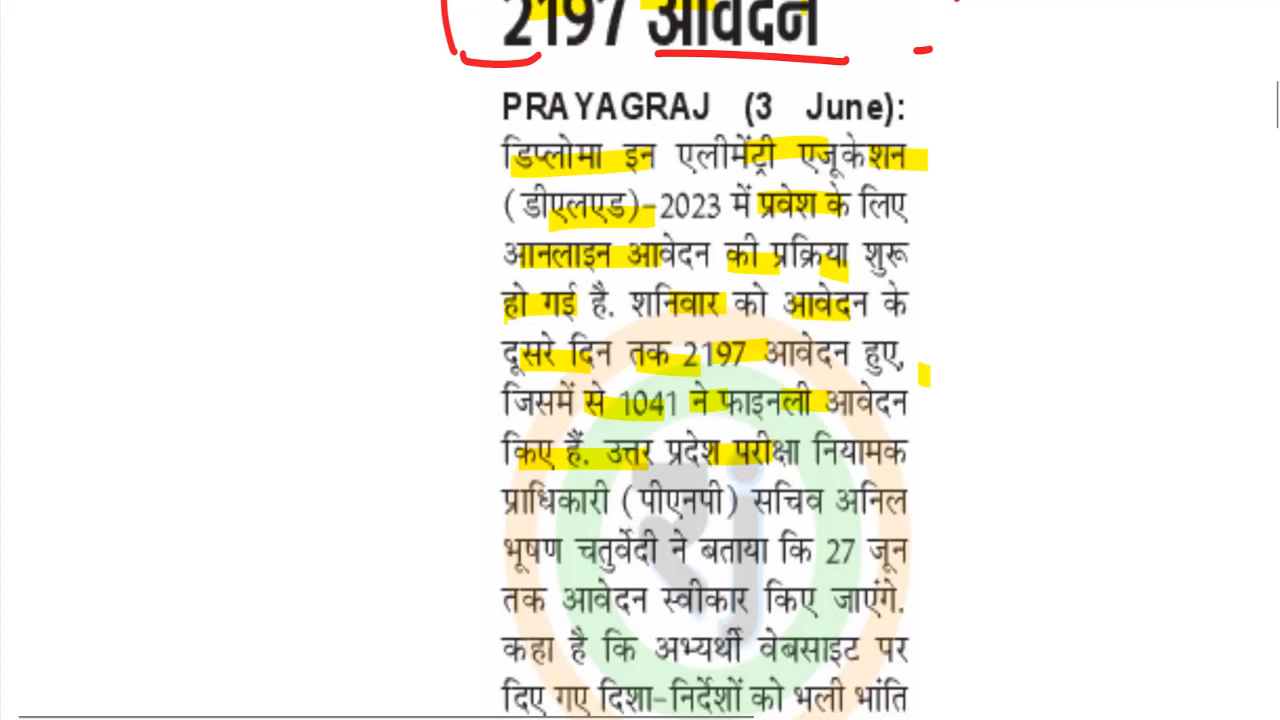 2197 आवेदन
PRAYAGRAJ (3 June):
डिप्लोमा इन एलीमेंट्री एजूकेशन
(डीएलएड)-2023 में प्रवेश के लिए
आनलाइन आवेदन की प्रक्रिया शुरू
हो गई है. शनिवार को आवेदन के
दूसरे दिन तक 2197 आवेदन हुए,
जिसमें से 1041 ने फाइनली आवेदन
किए हैं. उत्तर प्रदेश परीक्षा नियामक
प्राधिकारी (पीएनपी) सचिव अनिल
भूषण चतुर्वेदी ने बताया कि 27 जून
तक आवेदन स्वीकार किए जाएंगे.
कहा है कि अभ्यर्थी वेबसाइट पर
दिए गए दिशा-निर्देशों को भली भांति